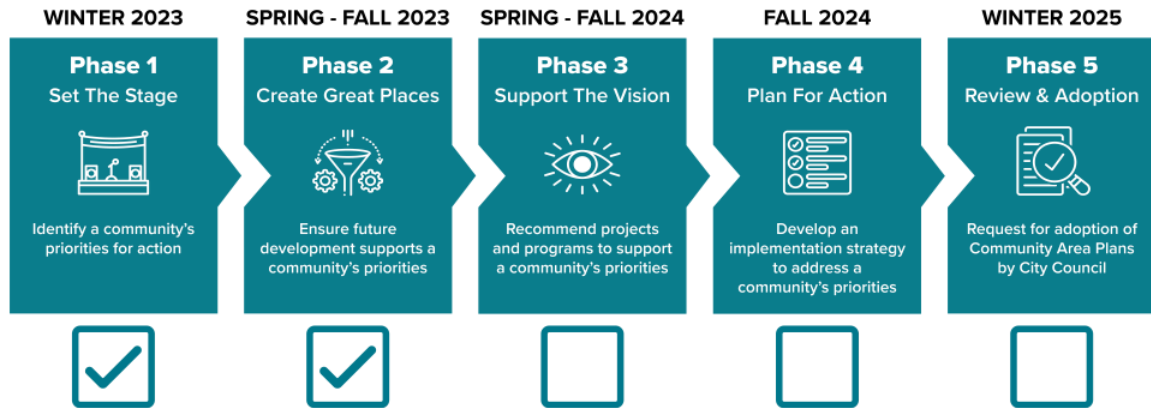 WINTER 2023
Phase 1
Set The Stage
Identify a community's
priorities for action
SPRING - FALL 2023
Phase 2
Create Great Places
Ensure future
development supports a
community's priorities
SPRING - FALL 2024
Phase 3
Support The Vision
Recommend projects
and programs to support
a community's priorities
FALL 2024
Phase 4
Plan For Action
Develop an
implementation strategy
to address a
community's priorities
WINTER 2025
Phase 5
Review & Adoption
Request for adoption of
Community Area Plans
by City Council